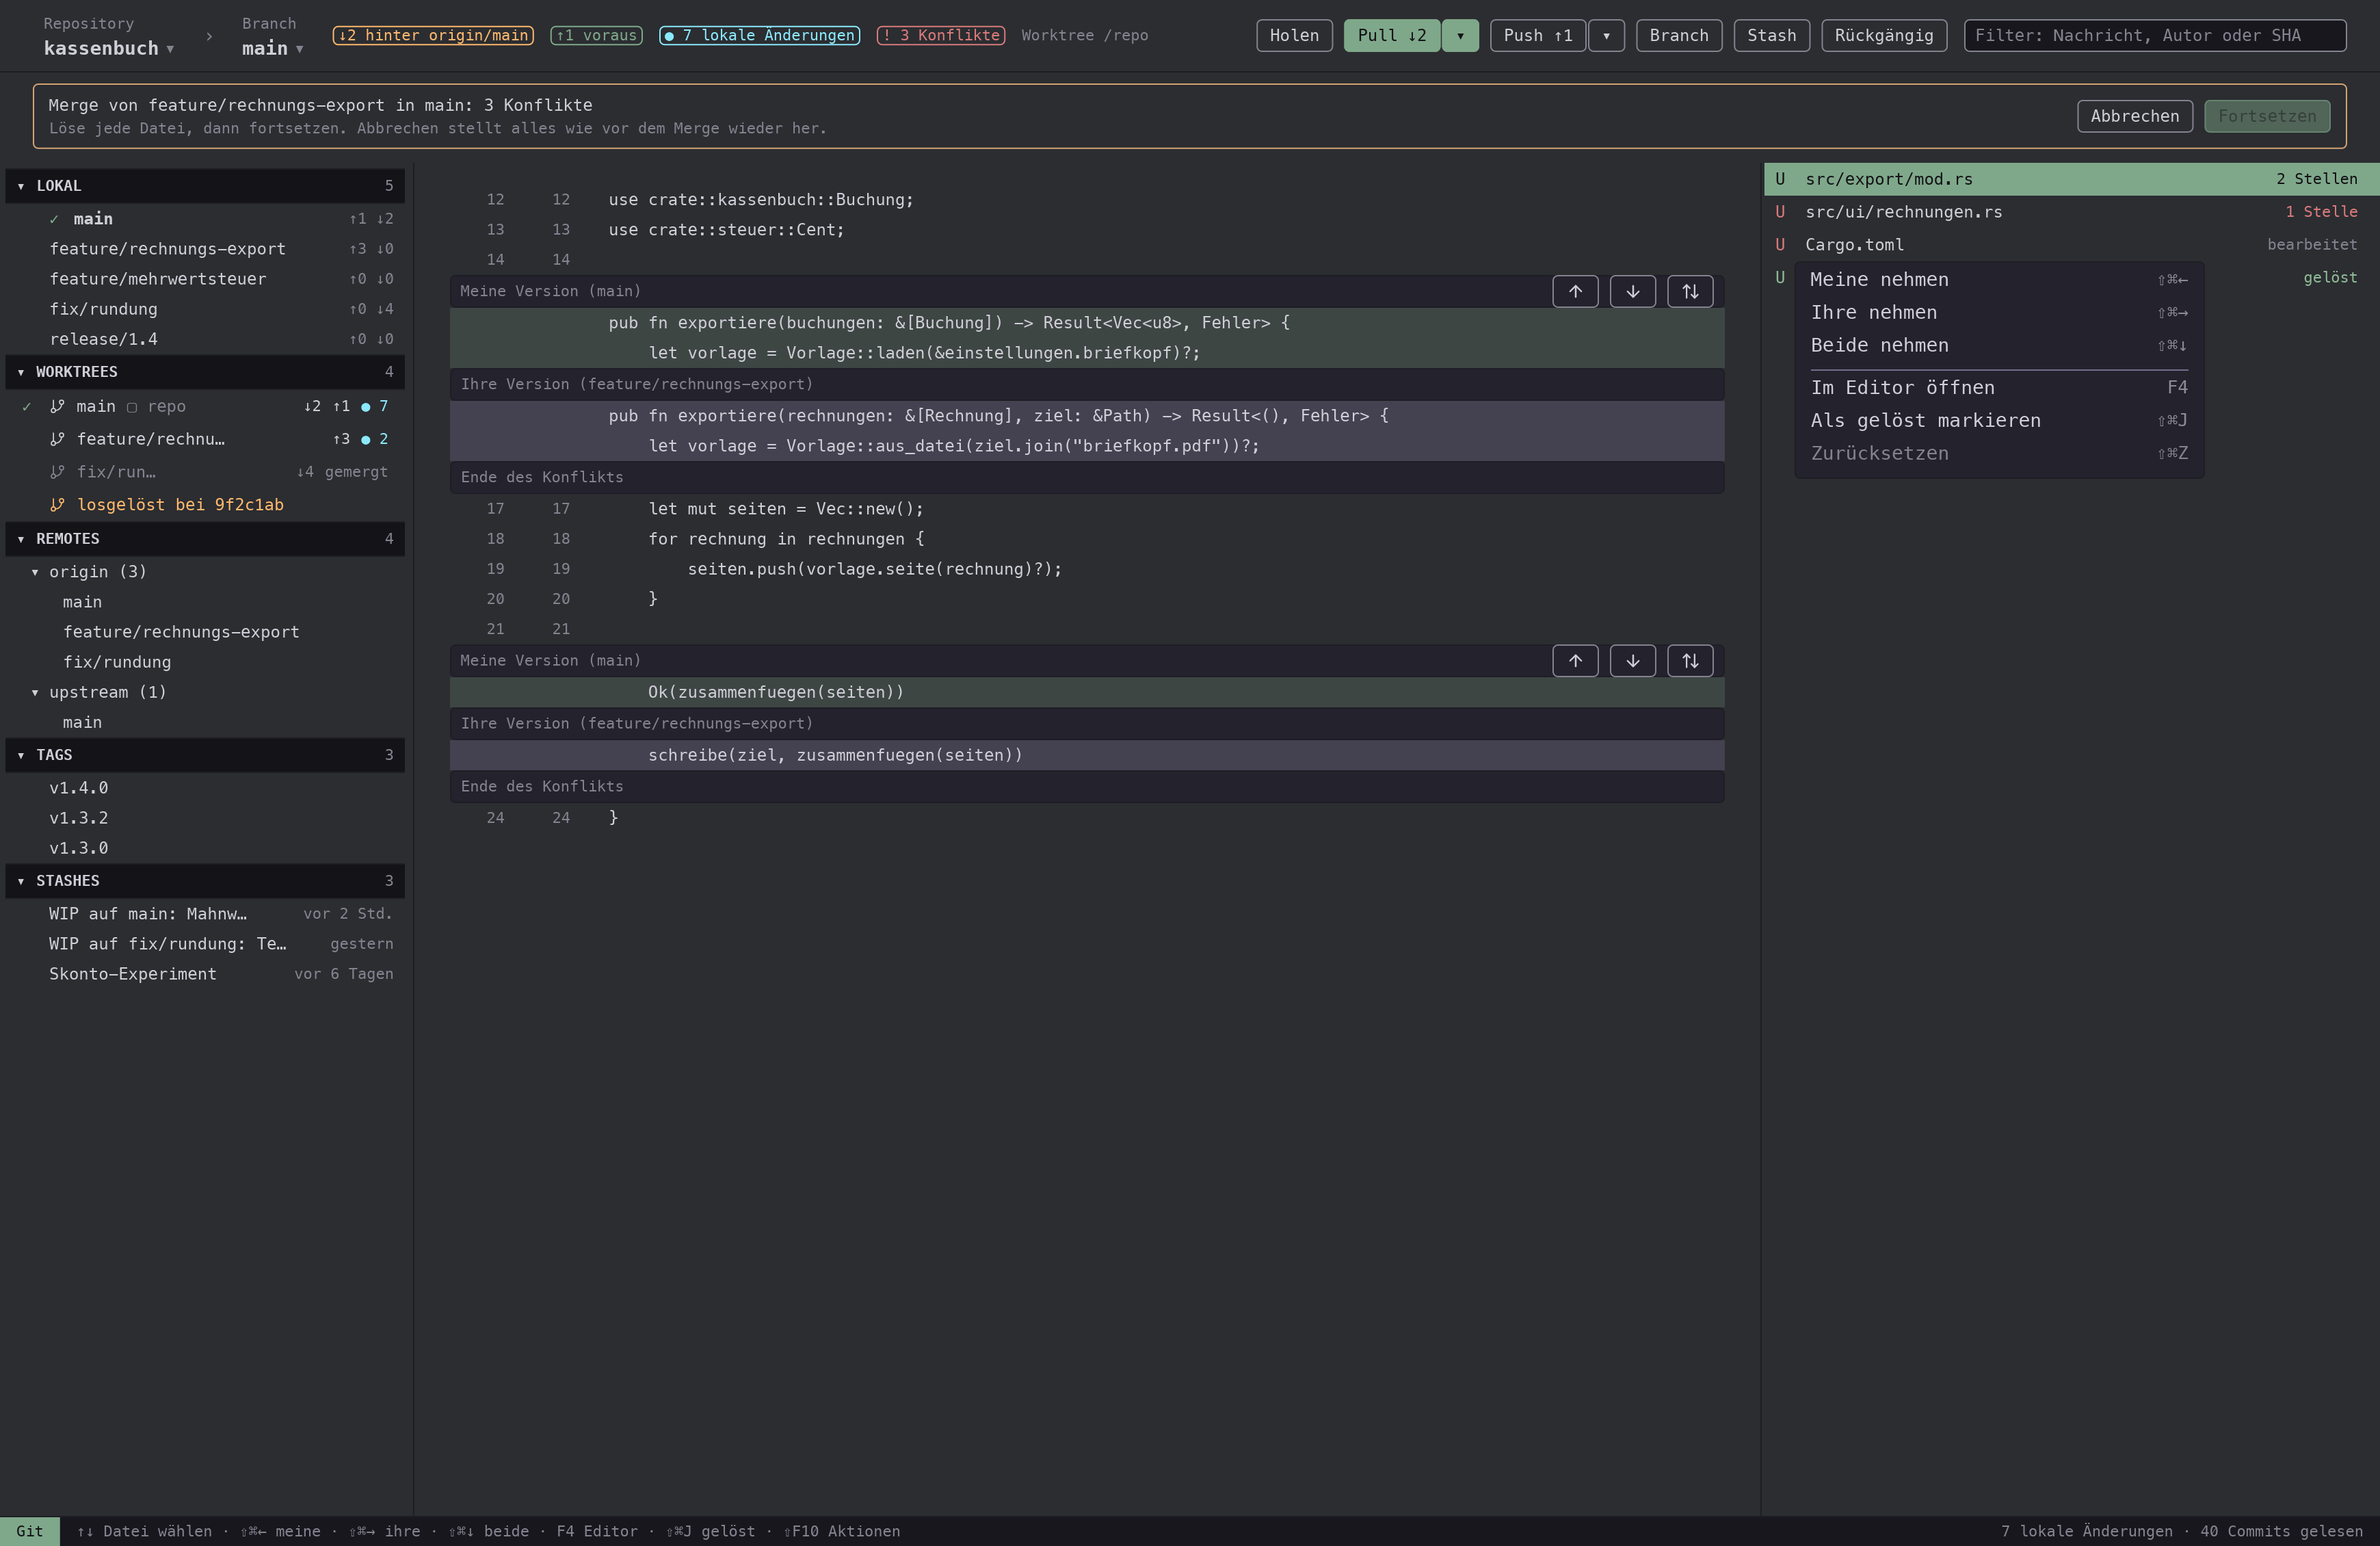 Repository
kassenbuch ▾
›
Branch
main ▾
↓2 hinter origin/main
↑1 voraus
● 7 lokale Änderungen
! 3 Konflikte
Worktree /repo
Holen
Pull ↓2 ▾
Push ↑1 ▾
Branch
Stash
Rückgängig
Filter: Nachricht, Autor oder SHA
Merge von feature/rechnungs-export in main: 3 Konflikte
Löse jede Datei, dann fortsetzen. Abbrechen stellt alles wie vor dem Merge wieder her.
Abbrechen
Fortsetzen
▾ LOKAL 5
✓ main ↑1 ↓2
feature/rechnungs-export ↑3 ↓0
feature/mehrwertsteuer ↑0 ↓0
fix/rundung ↑0 ↓4
release/1.4 ↑0 ↓0
▾ WORKTREES 4
✓ main ▢ repo ↓2 ↑1 ● 7
feature/rechnu… ↑3 ● 2
fix/run… ↓4 gemergt
losgelöst bei 9f2c1ab
▾ REMOTES 4
▾ origin (3)
main
feature/rechnungs-export
fix/rundung
▾ upstream (1)
main
▾ TAGS 3
v1.4.0
v1.3.2
v1.3.0
▾ STASHES 3
WIP auf main: Mahnw… vor 2 Std.
WIP auf fix/rundung: Te… gestern
Skonto-Experiment vor 6 Tagen
12 12 use crate::kassenbuch::Buchung;
13 13 use crate::steuer::Cent;
14 14
Meine Version (main) ↑ ↓ ⇅
pub fn exportiere(buchungen: &[Buchung]) -> Result<Vec<u8>, Fehler> {
let vorlage = Vorlage::laden(&einstellungen.briefkopf)?;
Ihre Version (feature/rechnungs-export)
pub fn exportiere(rechnungen: &[Rechnung], ziel: &Path) -> Result<(), Fehler> {
let vorlage = Vorlage::aus_datei(ziel.join("briefkopf.pdf"))?;
Ende des Konflikts
17 17 let mut seiten = Vec::new();
18 18 for rechnung in rechnungen {
19 19 seiten.push(vorlage.seite(rechnung)?);
20 20 }
21 21
Meine Version (main) ↑ ↓ ⇅
Ok(zusammenfuegen(seiten))
Ihre Version (feature/rechnungs-export)
schreibe(ziel, zusammenfuegen(seiten))
Ende des Konflikts
24 24 }
U src/export/mod.rs 2 Stellen
U src/ui/rechnungen.rs 1 Stelle
U Cargo.toml bearbeitet
U gelöst
Meine nehmen ⇧⌘←
Ihre nehmen ⇧⌘→
Beide nehmen ⇧⌘↓
Im Editor öffnen F4
Als gelöst markieren ⇧⌘J
Zurücksetzen ⇧⌘Z
Git ↑↓ Datei wählen · ⇧⌘← meine · ⇧⌘→ ihre · ⇧⌘↓ beide · F4 Editor · ⇧⌘J gelöst · ⇧F10 Aktionen
7 lokale Änderungen · 40 Commits gelesen